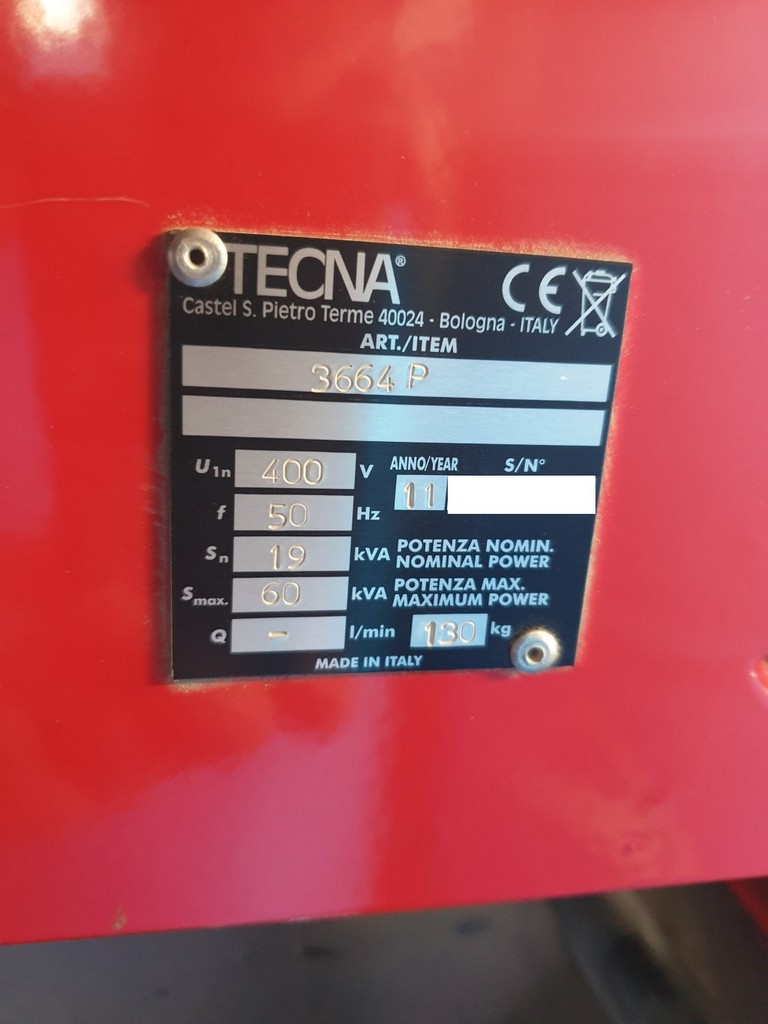 TECNA®
CE
Castel S. Pietro Terme 40024 - Bologna - ITALY
ART./ITEM
3664 P
U1n 400 V
ANNO/YEAR S/N°
11
f 50 Hz
Sn 19 kVA POTENZA NOMIN. NOMINAL POWER
Smax. 60 kVA POTENZA MAX. MAXIMUM POWER
Q - l/min 130 kg
MADE IN ITALY